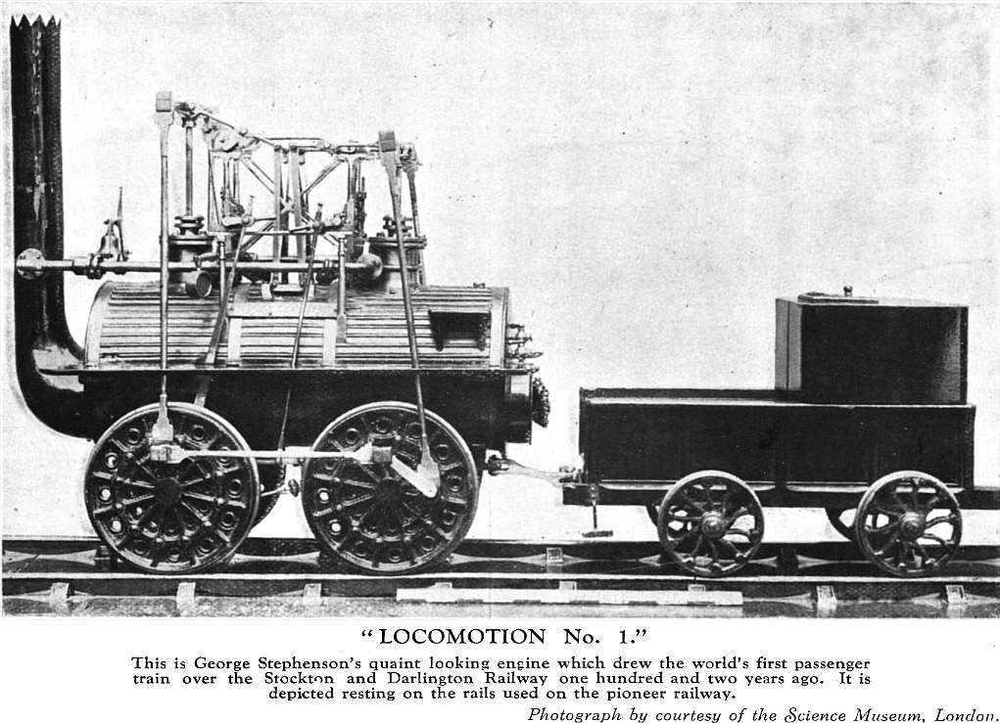 "LOCOMOTION No. 1."
This is George Stephenson's quaint looking engine which drew the world's first passenger
train over the Stockton and Darlington Railway one hundred and two years ago. It is
depicted resting on the rails used on the pioneer railway.
Photograph by courtesy of the Science Museum, London.